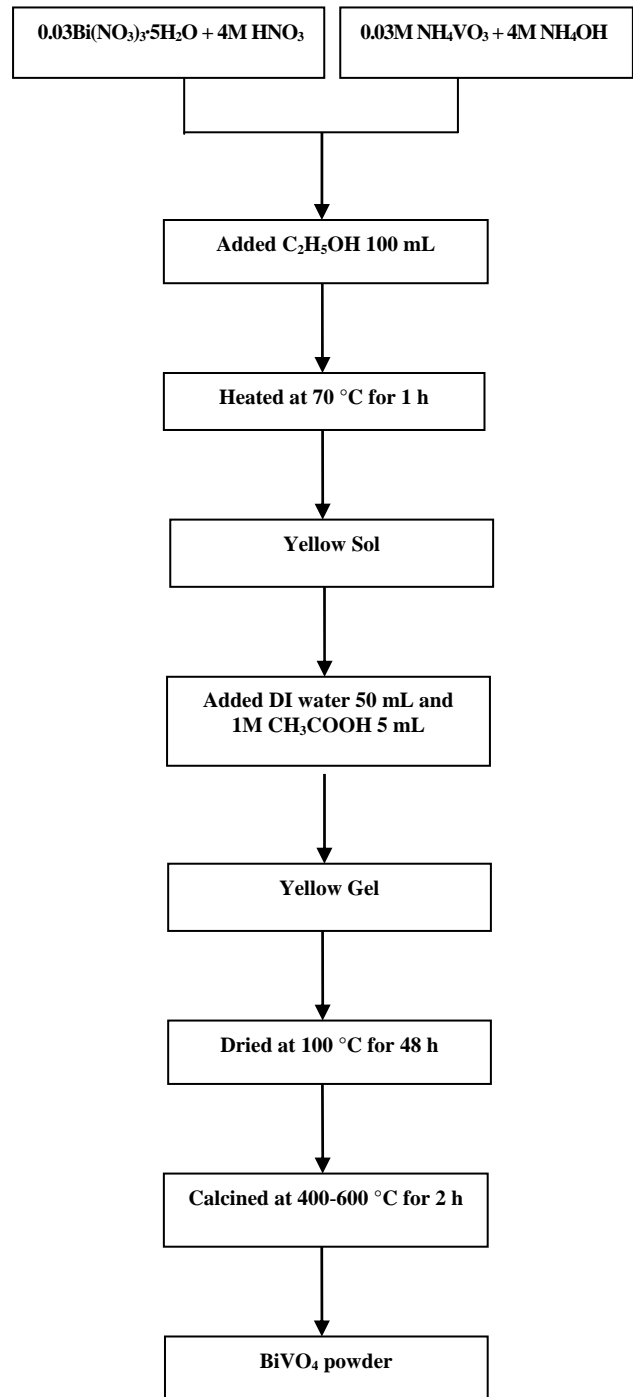 0.03Bi(NO₃)₃•5H₂O + 4M HNO₃
0.03M NH₄VO₃ + 4M NH₄OH
Added C₂H₅OH 100 mL
Heated at 70 °C for 1 h
Yellow Sol
Added DI water 50 mL and
1M CH₃COOH 5 mL
Yellow Gel
Dried at 100 °C for 48 h
Calcined at 400-600 °C for 2 h
BiVO₄ powder